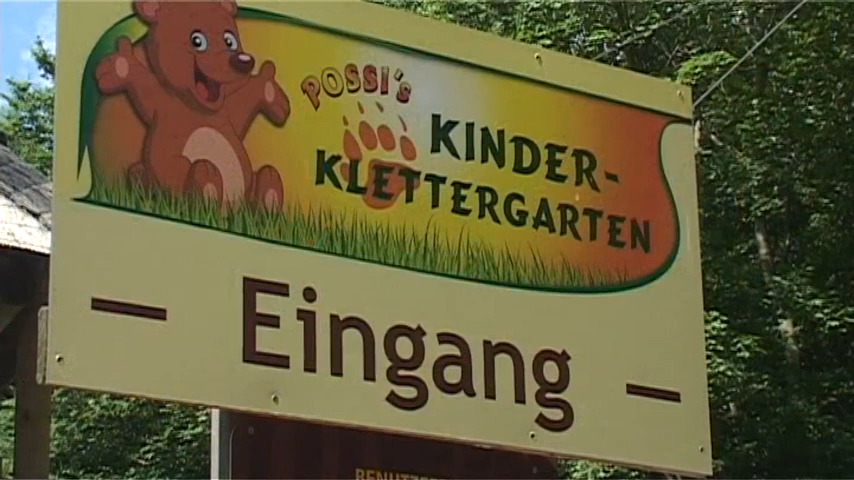 POSSI's
KINDER-
KLETTERGARTEN
- Eingang -